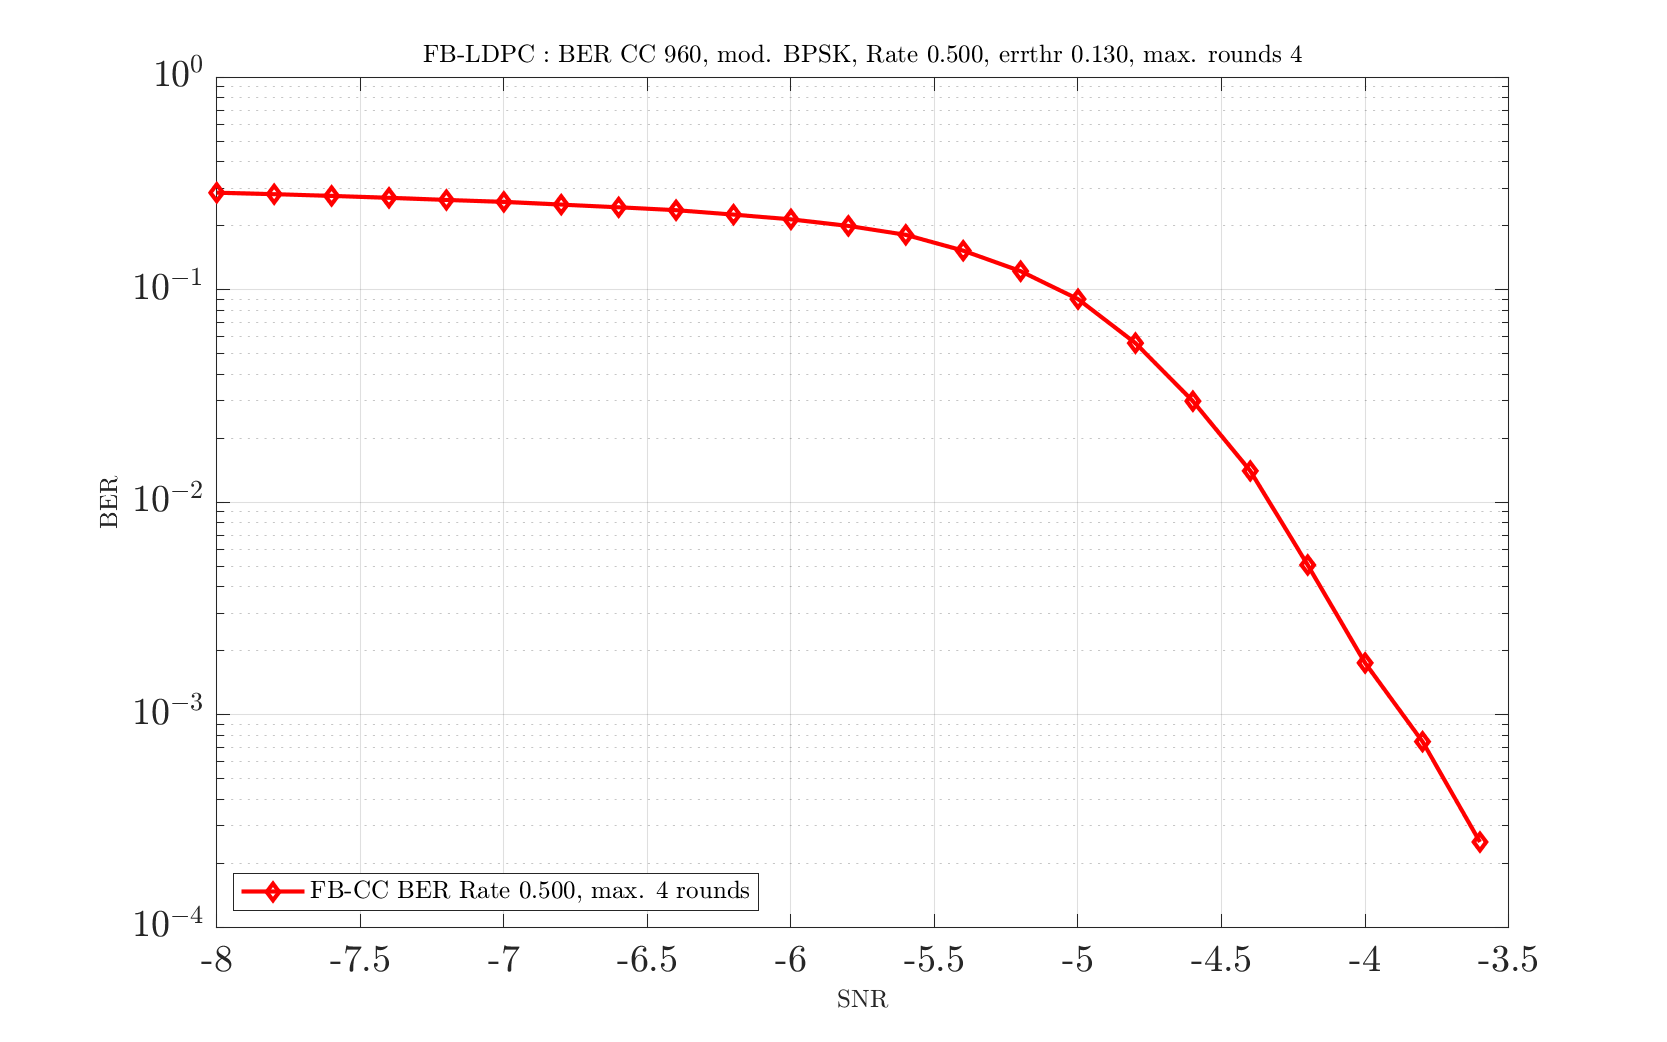 FB-LDPC : BER CC 960, mod. BPSK, Rate 0.500, errthr 0.130, max. rounds 4
10⁰
10⁻¹
10⁻²
10⁻³
10⁻⁴
BER
FB-CC BER Rate 0.500, max. 4 rounds
-8 -7.5 -7 -6.5 -6 -5.5 -5 -4.5 -4 -3.5
SNR